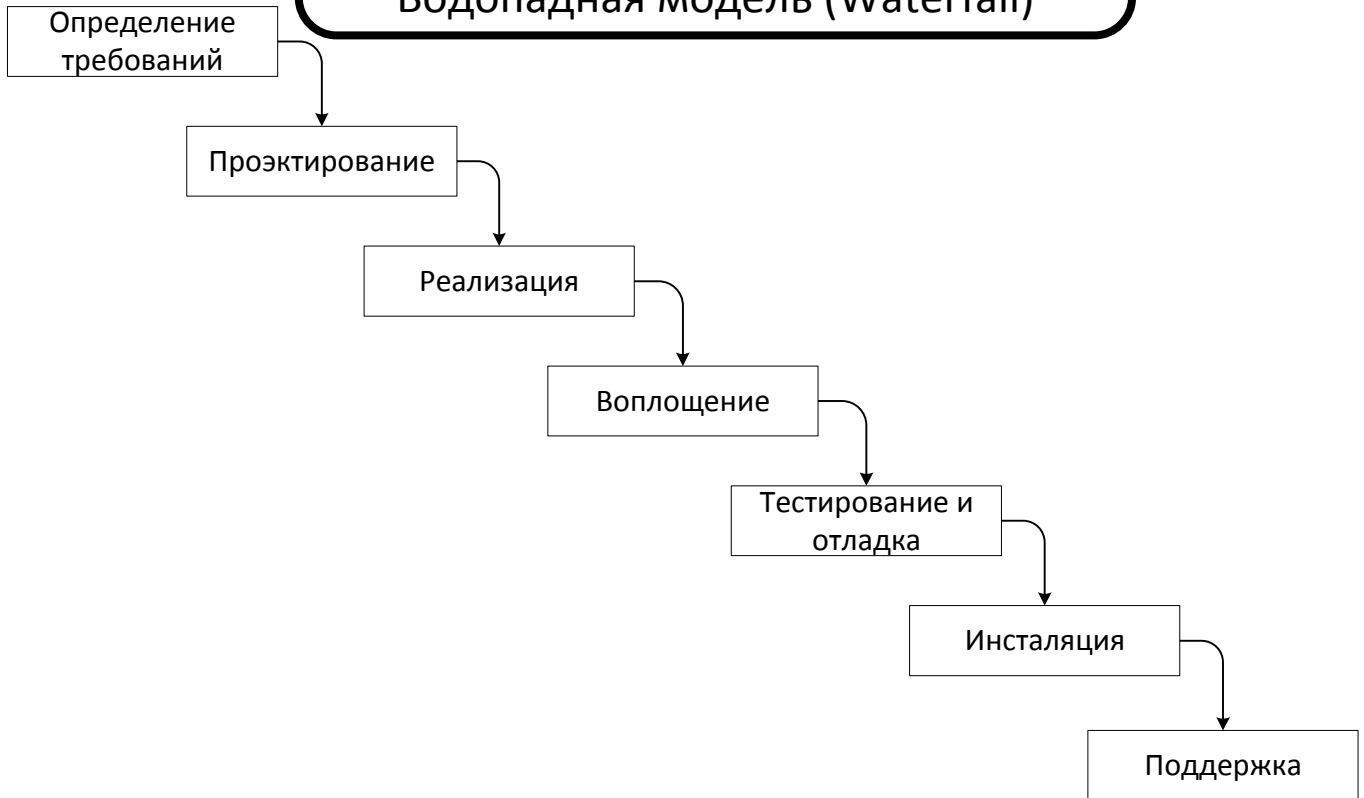 Водопадная модель (Waterfall)
Определение
требований
Проэктирование
Реализация
Воплощение
Тестирование и
отладка
Инсталяция
Поддержка